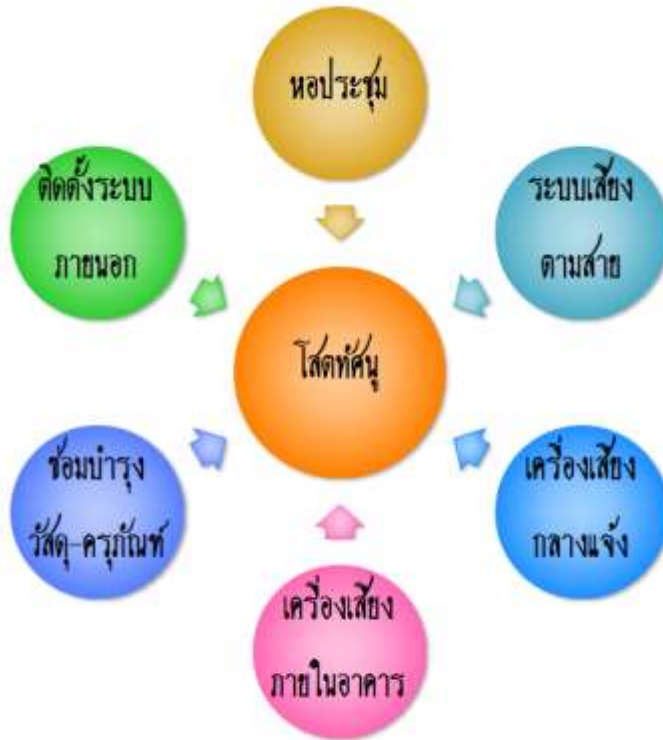 หอประชุม
ติดตั้งระบบ
ภายนอก
ระบบเสียง
ตามสาย
โสตทัศนู
ซ่อมบำรุง
วัสดุ-ครุภัณฑ์
เครื่องเสียง
กลางแจ้ง
เครื่องเสียง
ภายในอาคาร